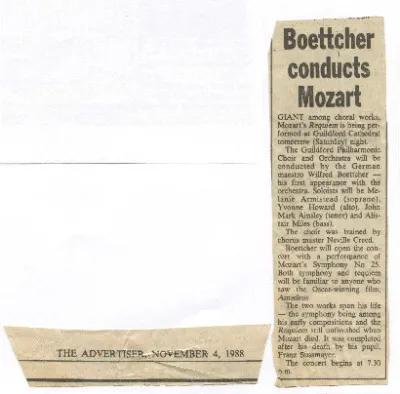 Boettcher
conducts
Mozart
GIANT among choral works,
Mozart's Requiem is being per-
formed at Guildford Cathedral
tomorrow (Saturday) night.
The Guildford Philharmonic
Choir and Orchestra will be
conducted by the German
maestro Wilfred Boettcher —
his first appearance with the
orchestra. Soloists will be Me-
lanie Armistead (soprano),
Yvonne Howard (alto), John
Mark Ainsley (tenor) and Alis-
tair Miles (bass).
The choir was trained by
chorus master Neville Creed.
Boettcher will open the con-
cert with a performance of
Mozart's Symphony No 25.
Both symphony and requiem
will be familiar to anyone who
saw the Oscar-winning film,
Amadeus.
The two works span his life
— the symphony being among
his early compositions and the
Requiem still unfinished when
Mozart died. It was completed
after his death by his pupil,
Franz Sussmayer.
The concert begins at 7.30
p.m.
THE ADVERTISER, NOVEMBER 4, 1988